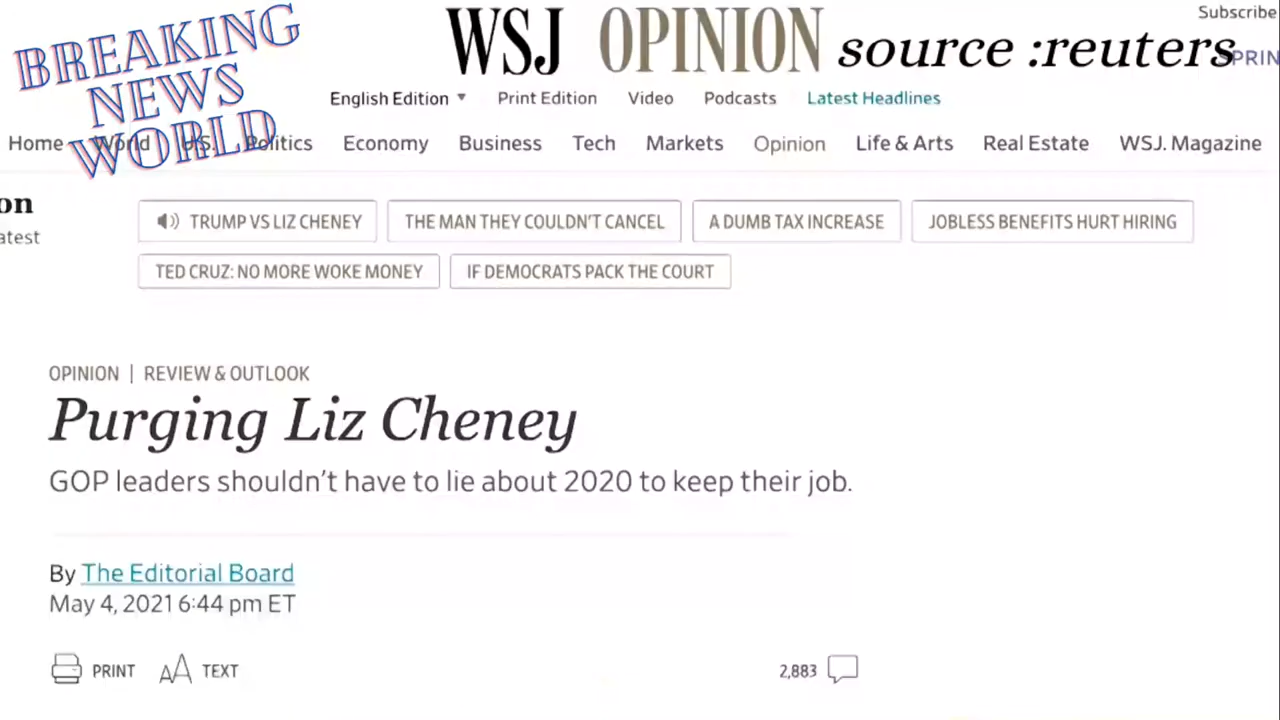 BREAKING
NEWS
WORLD
WSJ OPINION source :reuters
Subscribe
English Edition Print Edition Video Podcasts Latest Headlines
Home World U.S. Politics Economy Business Tech Markets Opinion Life & Arts Real Estate WSJ. Magazine
on
atest
TRUMP VS LIZ CHENEY THE MAN THEY COULDN'T CANCEL A DUMB TAX INCREASE JOBLESS BENEFITS HURT HIRING
TED CRUZ: NO MORE WOKE MONEY IF DEMOCRATS PACK THE COURT
OPINION | REVIEW & OUTLOOK
Purging Liz Cheney
GOP leaders shouldn't have to lie about 2020 to keep their job.
By The Editorial Board
May 4, 2021 6:44 pm ET
PRINT AA TEXT
2,883